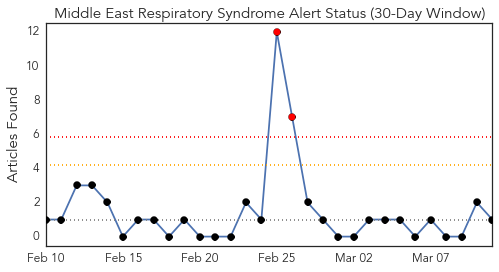 Middle East Respiratory Syndrome Alert Status (30-Day Window)
Articles Found
12
10
8
6
4
2
0
Feb 10 Feb 15 Feb 20 Feb 25 Mar 02 Mar 07